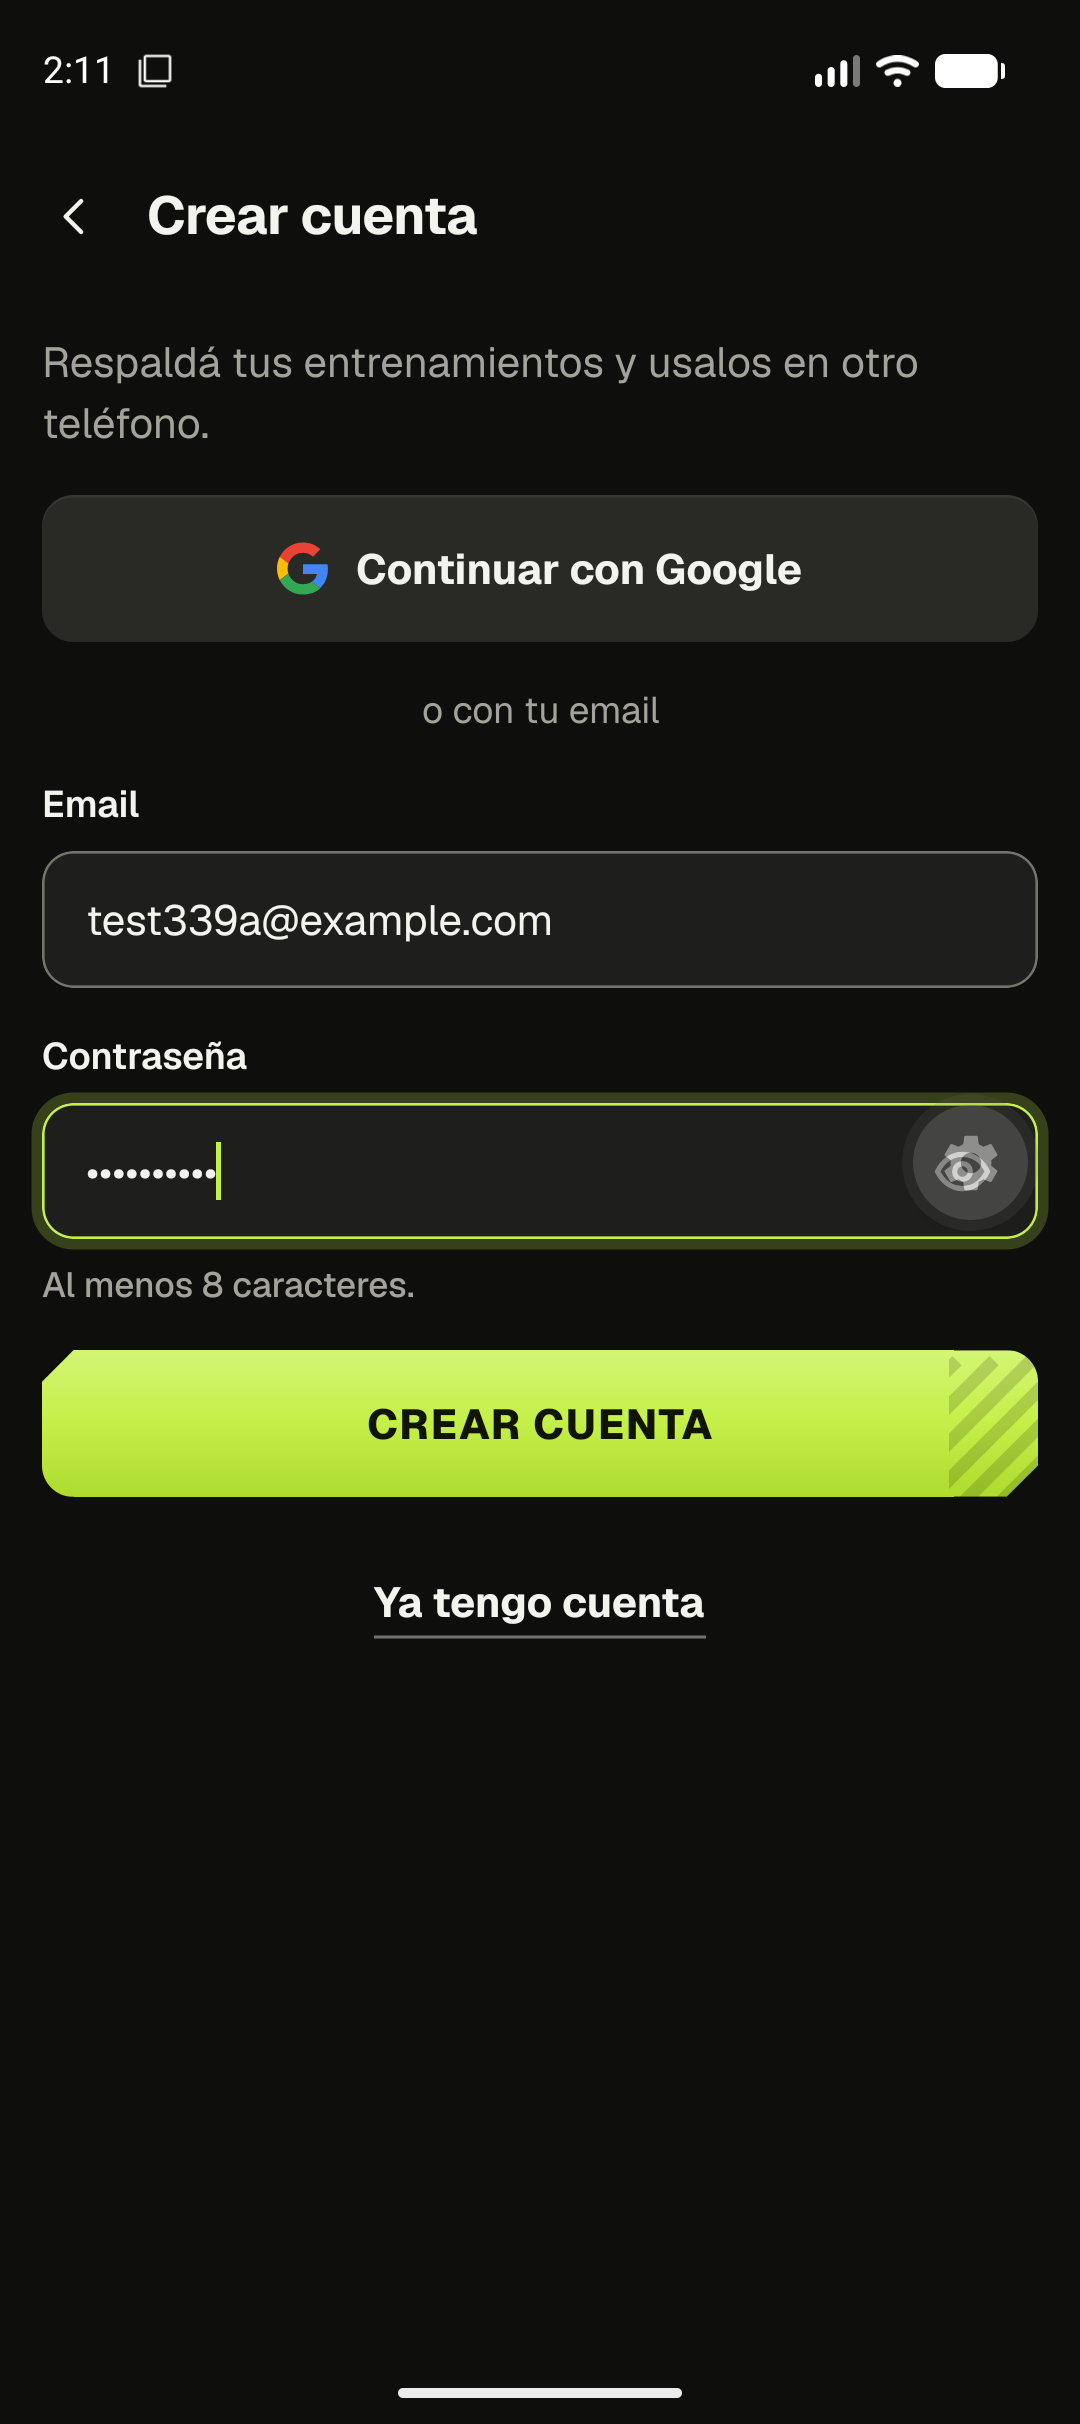 2:11
Crear cuenta
Respaldá tus entrenamientos y usalos en otro
teléfono.
Continuar con Google
o con tu email
Email
test339a@example.com
Contraseña
••••••••••
Al menos 8 caracteres.
CREAR CUENTA
Ya tengo cuenta